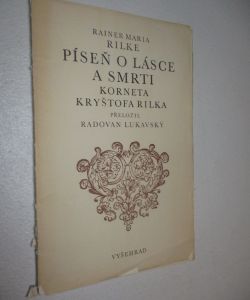 RAINER MARIA
RILKE
PÍSEŇ O LÁSCE
A SMRTI
KORNETA
KRYŠTOFA RILKA
PŘELOŽIL
RADOVAN LUKAVSKÝ
VYŠEHRAD